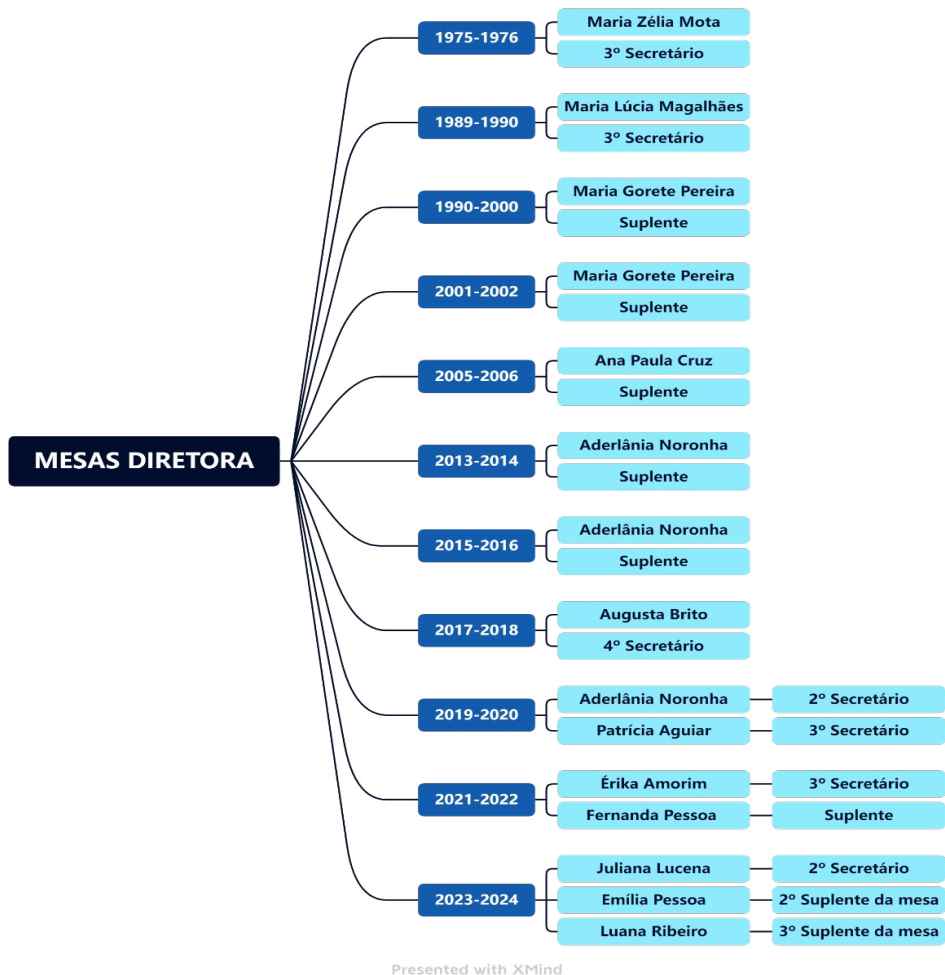 MESAS DIRETORA
1975-1976
Maria Zélia Mota
3º Secretário
1989-1990
Maria Lúcia Magalhães
3º Secretário
1990-2000
Maria Gorete Pereira
Suplente
2001-2002
Maria Gorete Pereira
Suplente
2005-2006
Ana Paula Cruz
Suplente
2013-2014
Aderlânia Noronha
Suplente
2015-2016
Aderlânia Noronha
Suplente
2017-2018
Augusta Brito
4º Secretário
2019-2020
Aderlânia Noronha
2º Secretário
Patrícia Aguiar
3º Secretário
2021-2022
Érika Amorim
3º Secretário
Fernanda Pessoa
Suplente
2023-2024
Juliana Lucena
2º Secretário
Emília Pessoa
2º Suplente da mesa
Luana Ribeiro
3º Suplente da mesa
Presented with XMind